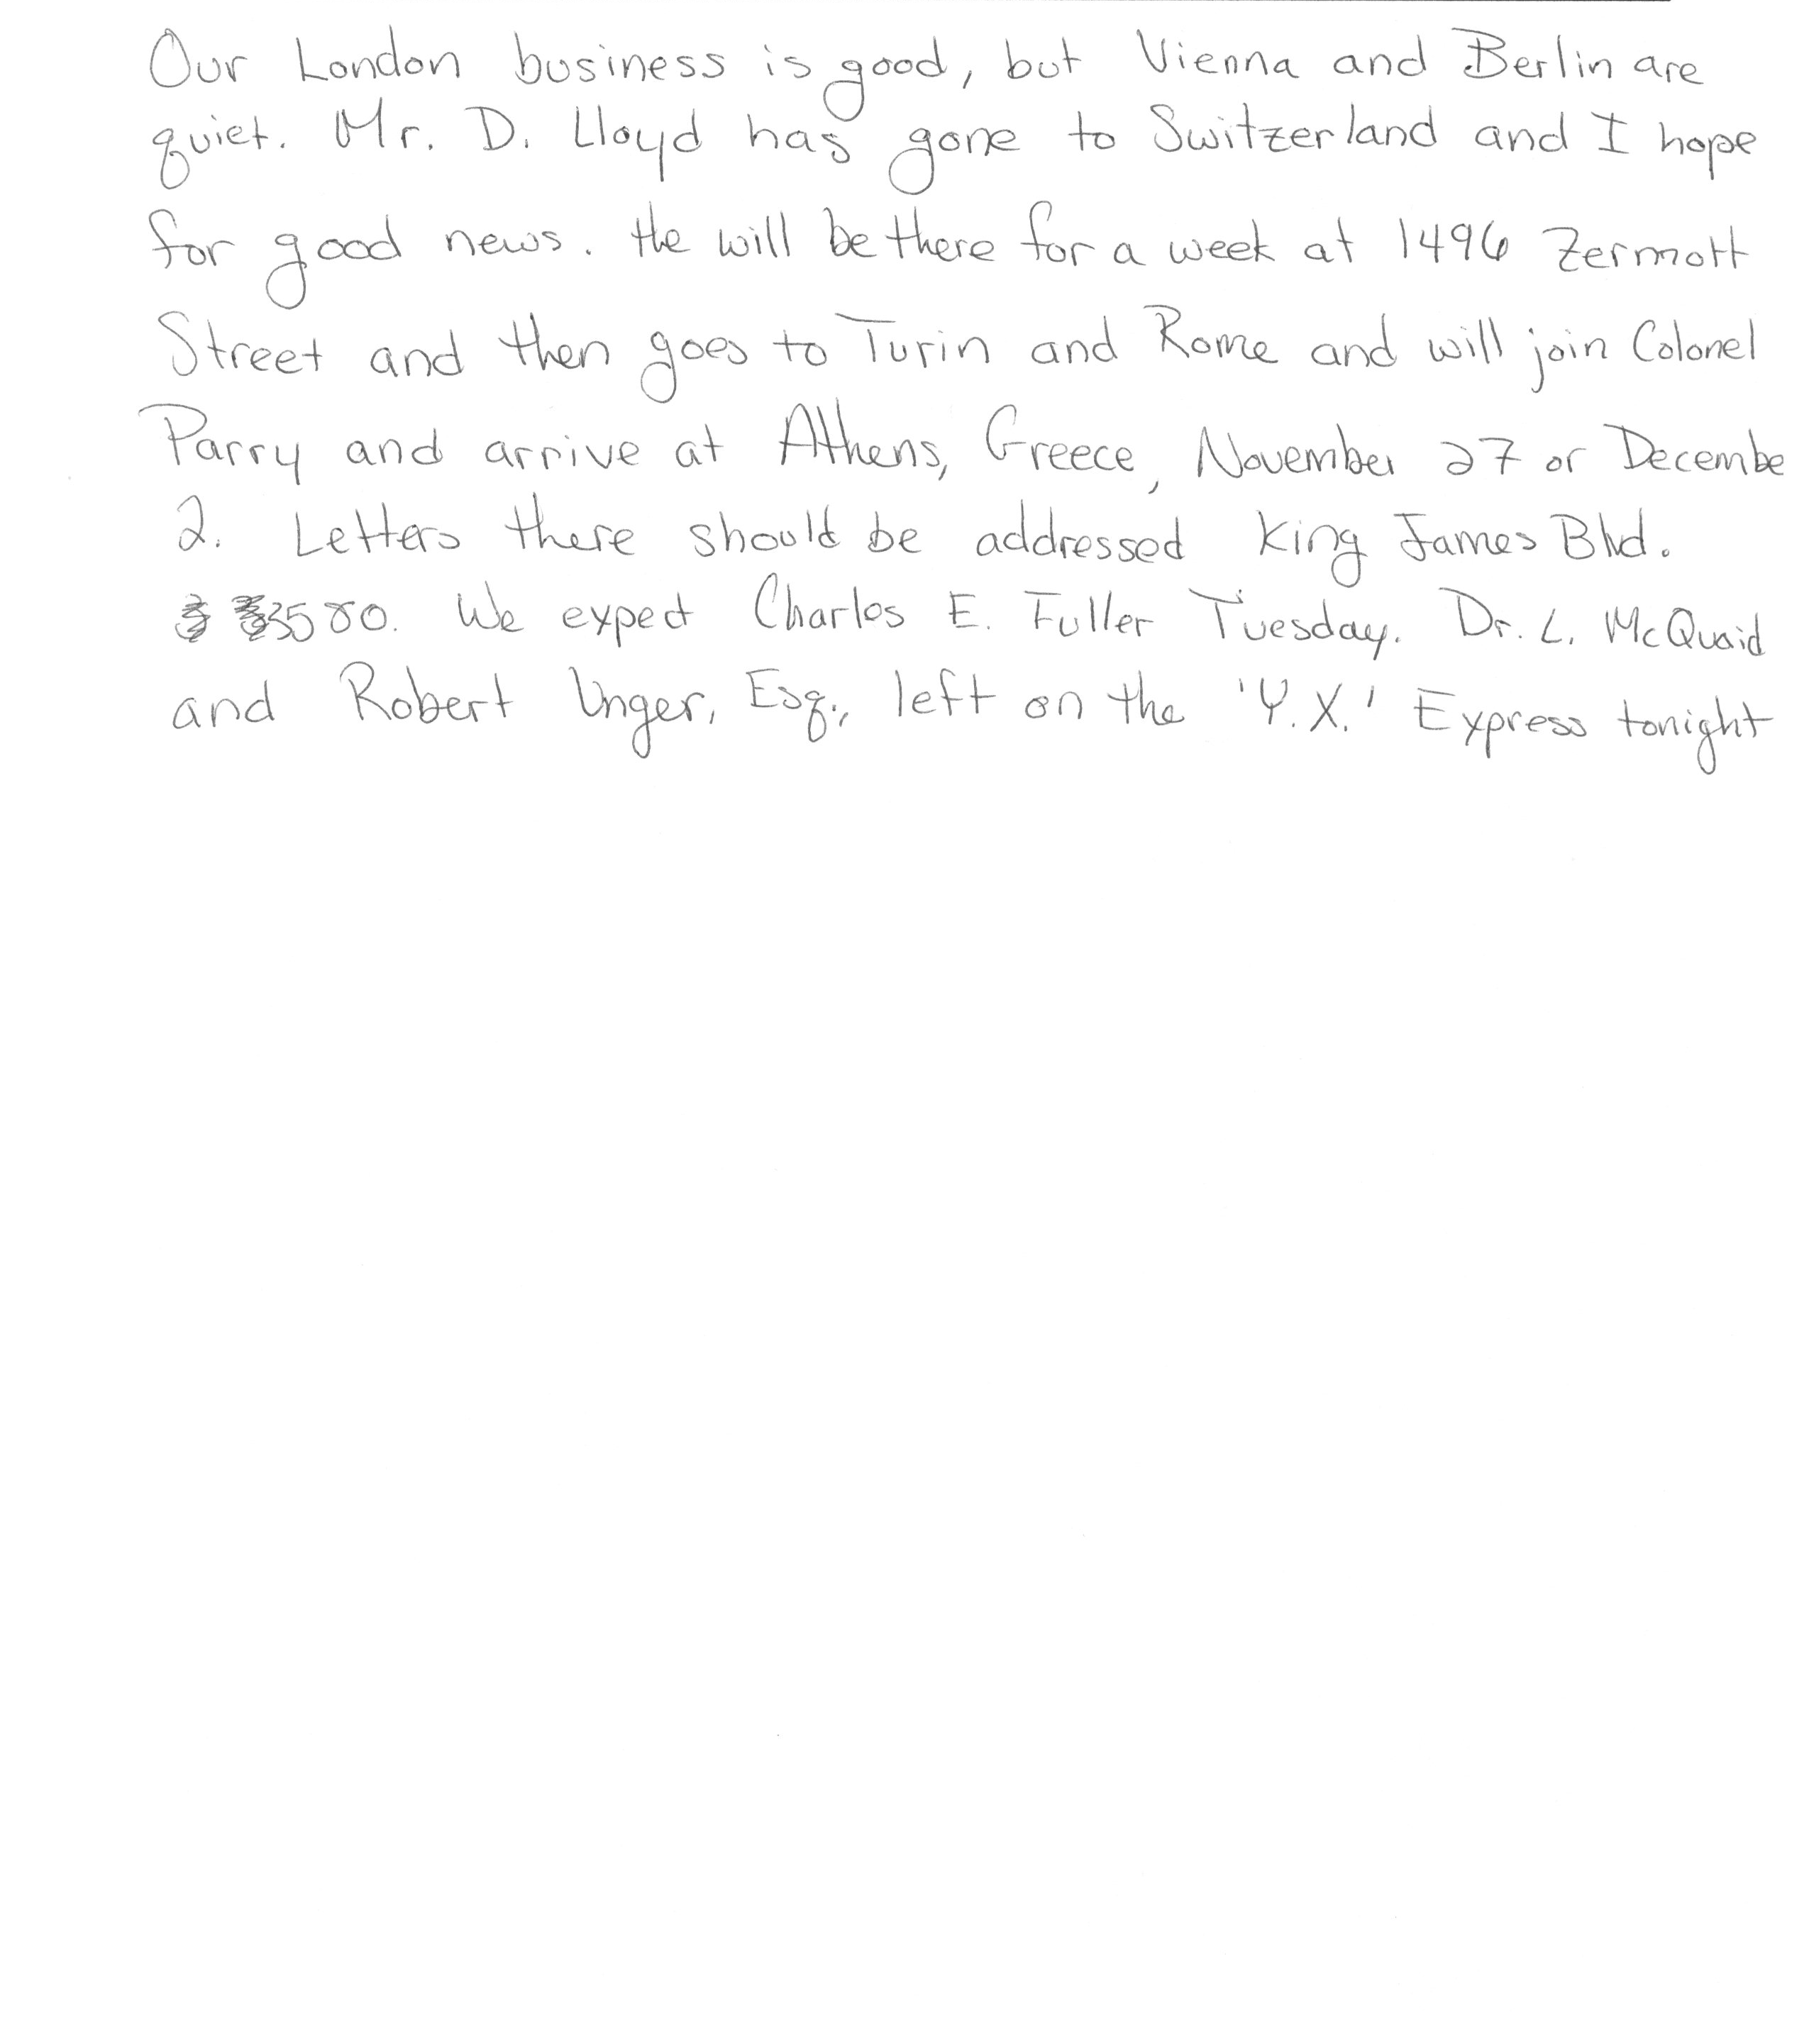 Our London business is good, but Vienna and Berlin are
quiet. Mr. D. Lloyd has gone to Switzerland and I hope
for good news. He will be there for a week at 1496 Zermott
Street and then goes to Turin and Rome and will join Colonel
Parry and arrive at Athens, Greece, November 27 or Decembe
2. Letters there should be addressed King James Blvd.
3580. We expect Charles E. Fuller Tuesday. Dr. L. McQuaid
and Robert Unger, Esq., left on the 'Y.X.' Express tonight